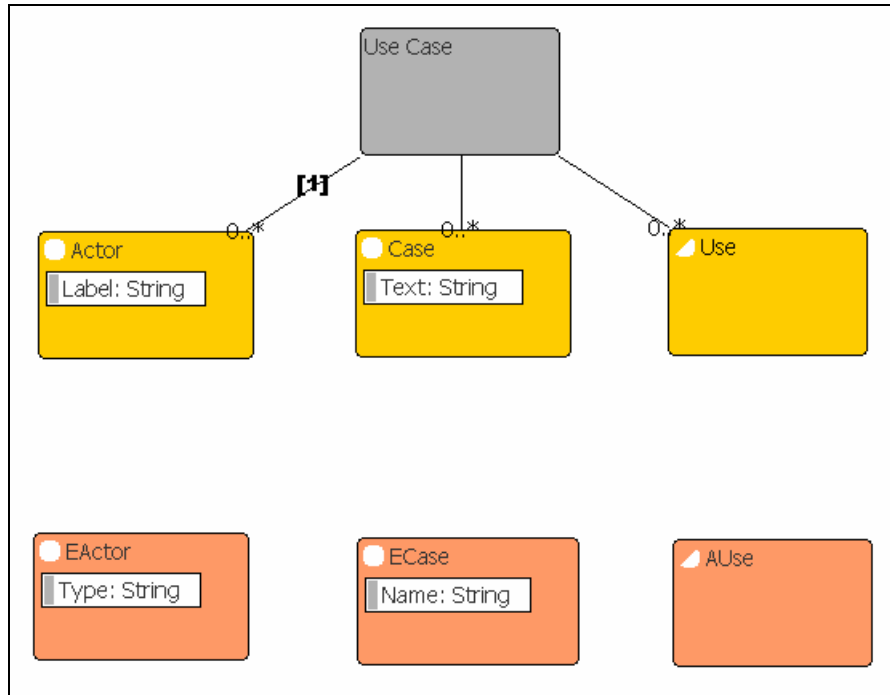 Use Case
[1]
0..*
0..*
0..*
Actor
Label: String
Case
Text: String
Use
EActor
Type: String
ECase
Name: String
AUse